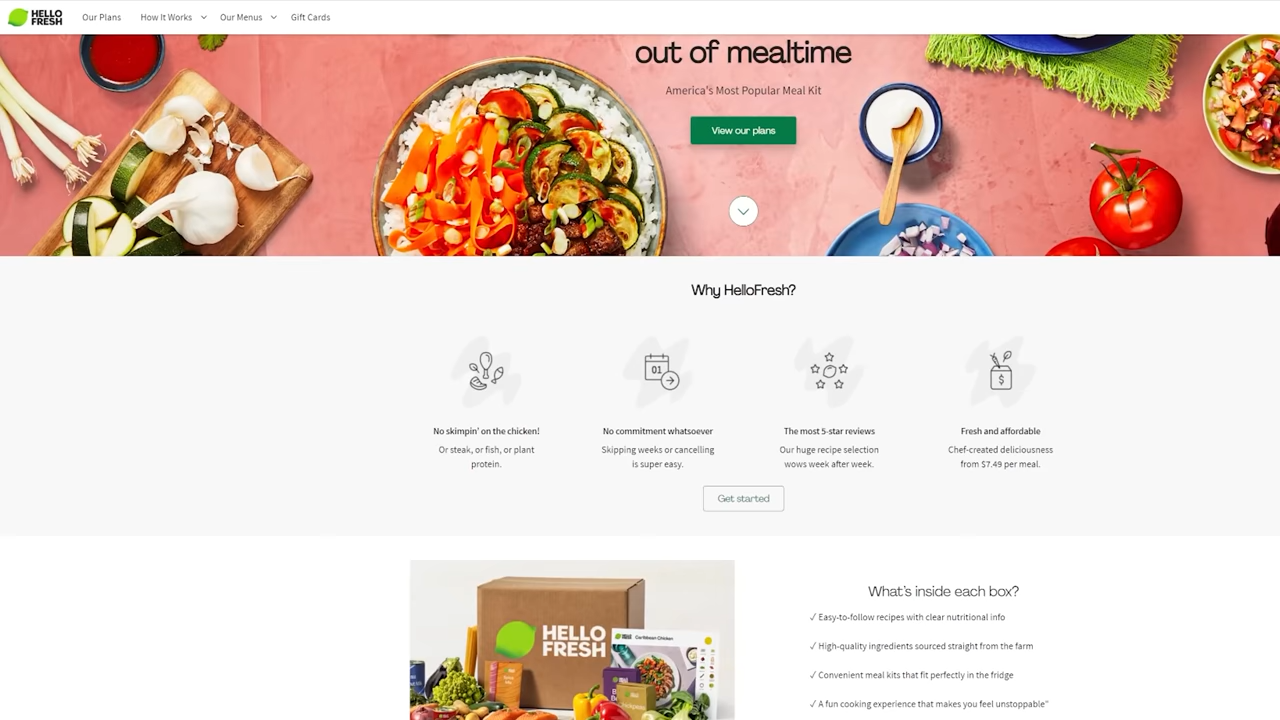 HELLO
FRESH
Our Plans
How It Works
Our Menus
Gift Cards
out of mealtime
America's Most Popular Meal Kit
View our plans
Why HelloFresh?
01
$
No skimpin' on the chicken!
Or steak, or fish, or plant
protein.
No commitment whatsoever
Skipping weeks or cancelling
is super easy.
The most 5-star reviews
Our huge recipe selection
wows week after week.
Fresh and affordable
Chef-created deliciousness
from $7.49 per meal.
Get started
HELLO
FRESH
Caribbean Chicken
What's inside each box?
✓ Easy-to-follow recipes with clear nutritional info
✓ High-quality ingredients sourced straight from the farm
✓ Convenient meal kits that fit perfectly in the fridge
✓ A fun cooking experience that makes you feel unstoppable"